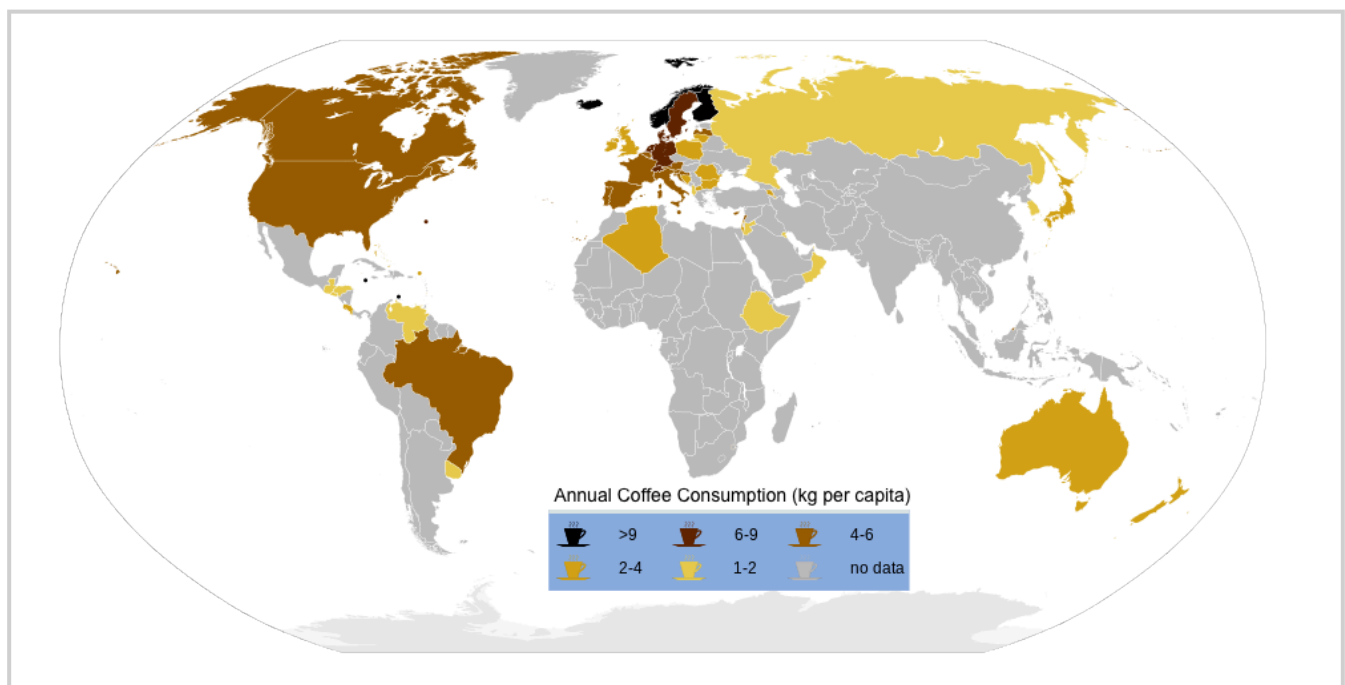 Annual Coffee Consumption (kg per capita)
>9 6-9 4-6
2-4 1-2 no data